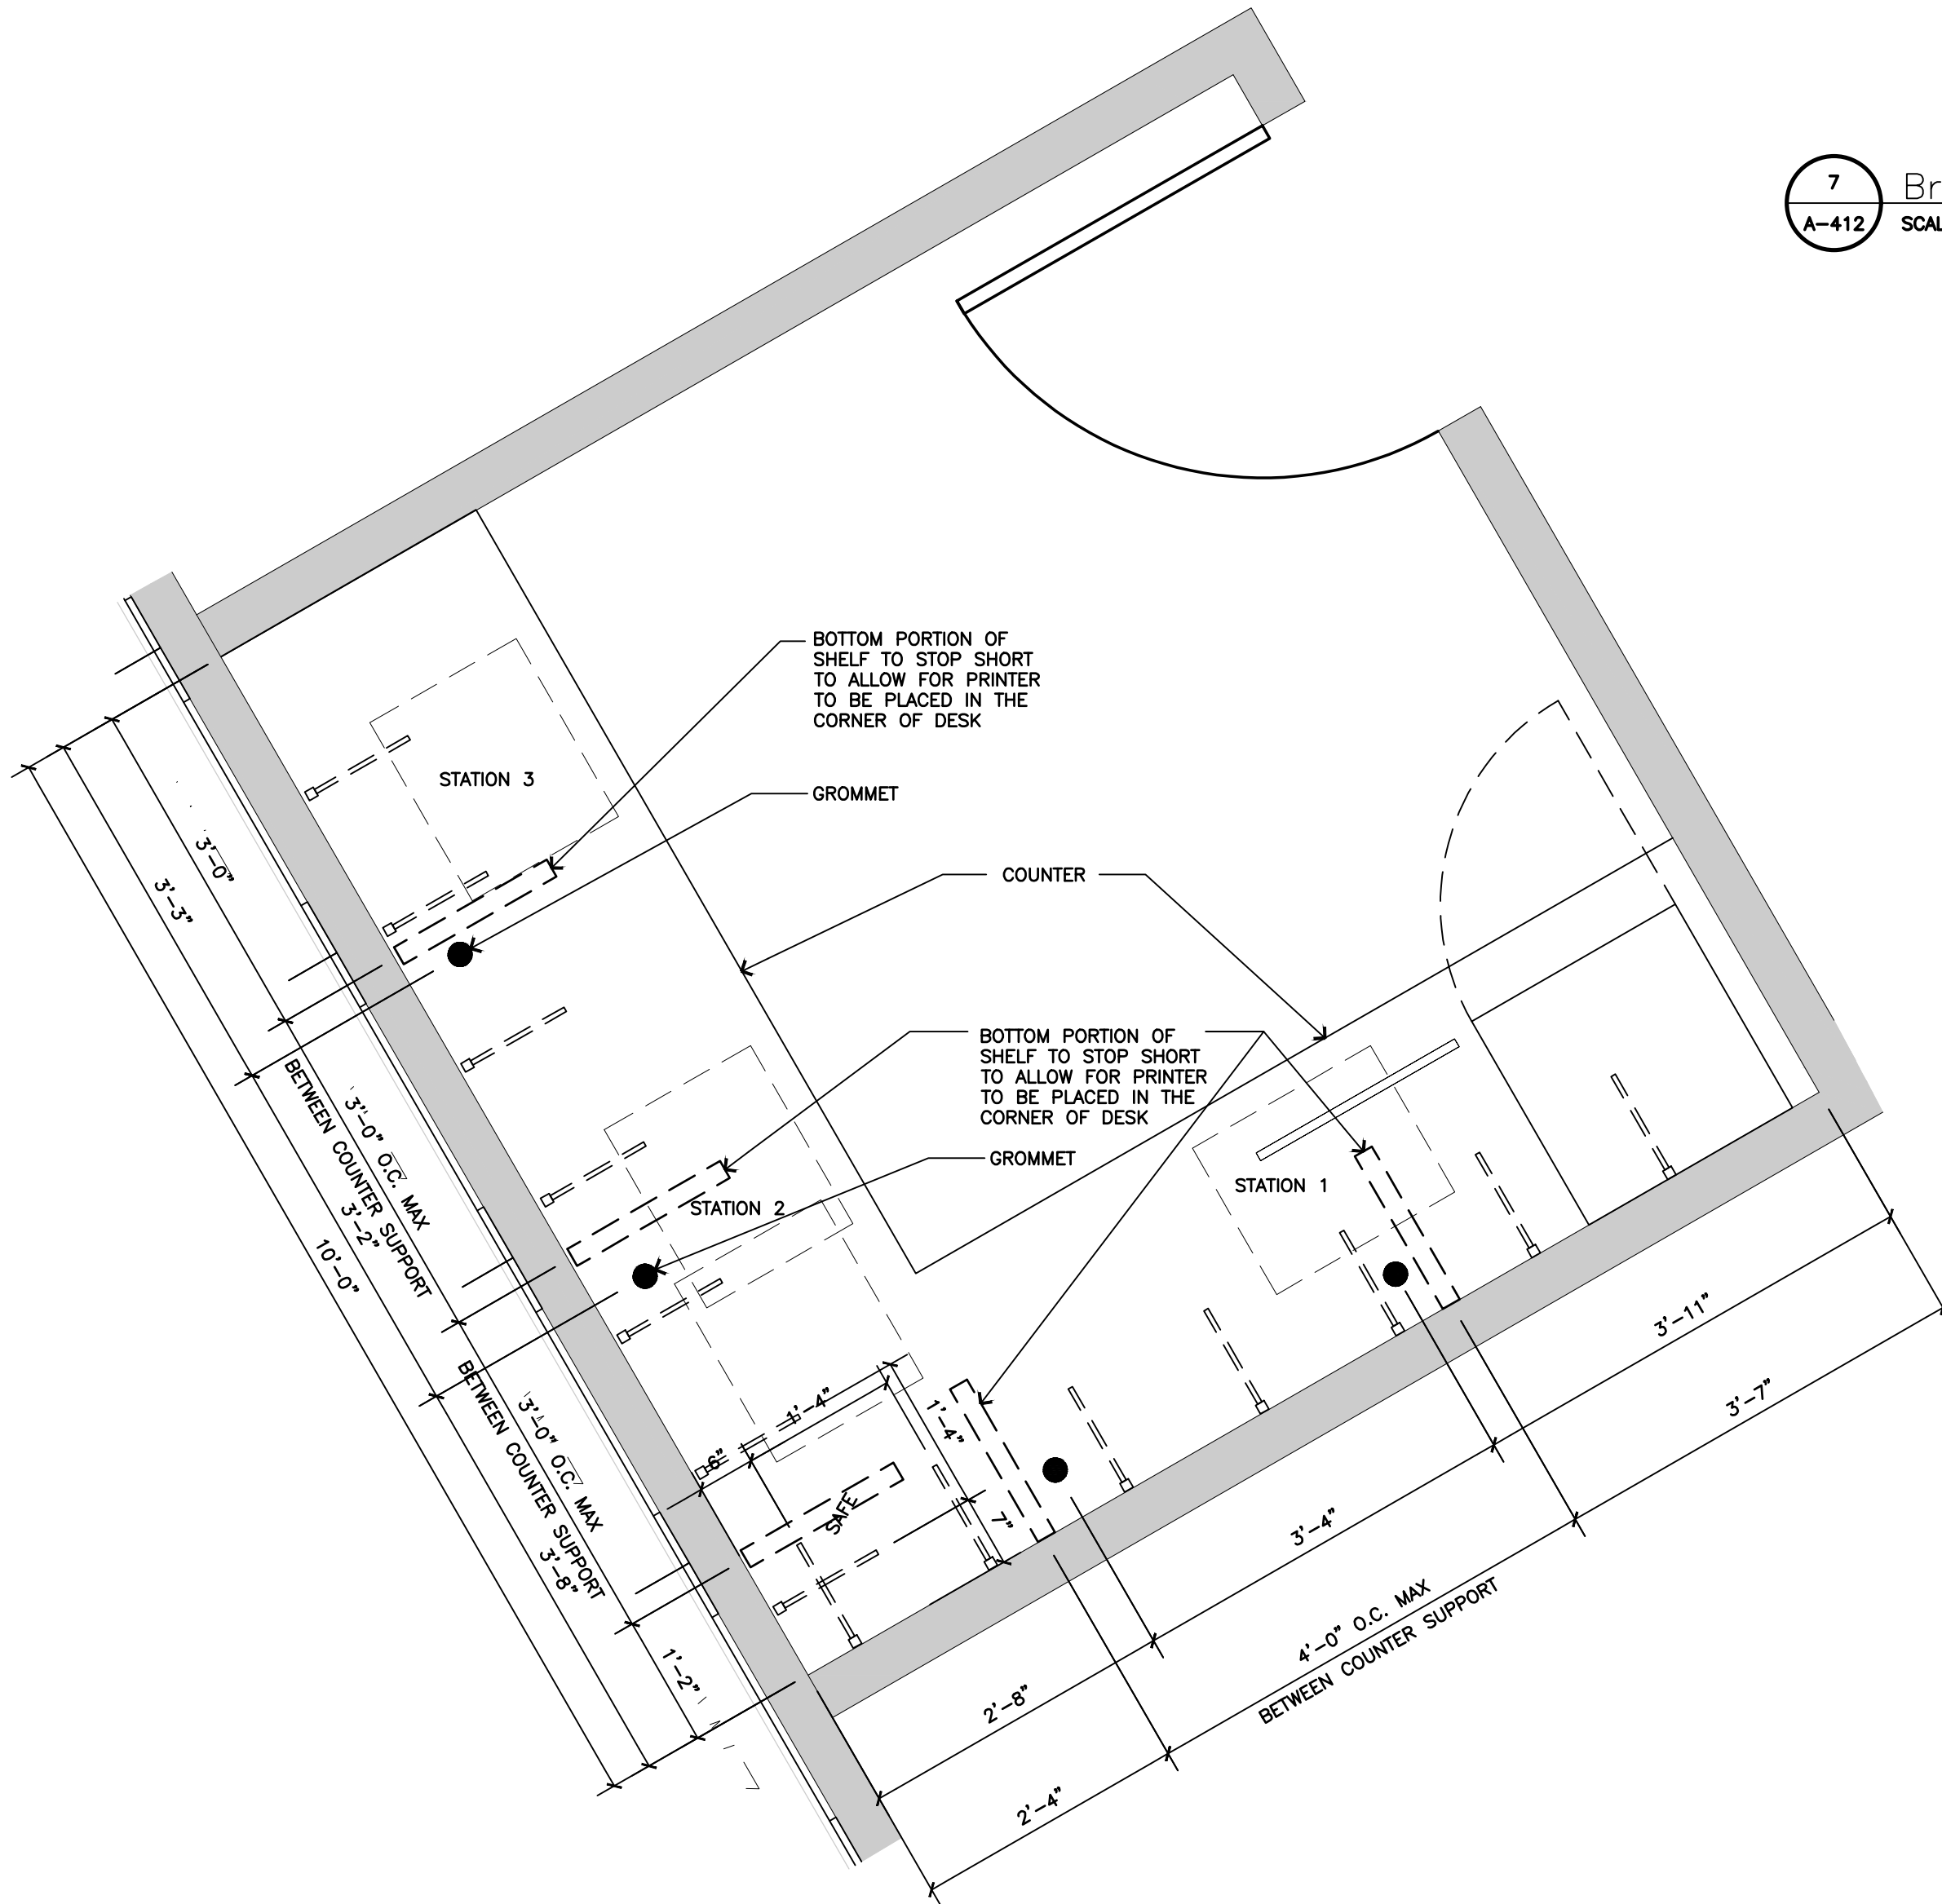 7
A-412
Br
SCAL
BOTTOM PORTION OF
SHELF TO STOP SHORT
TO ALLOW FOR PRINTER
TO BE PLACED IN THE
CORNER OF DESK
STATION 3
GROMMET
COUNTER
BOTTOM PORTION OF
SHELF TO STOP SHORT
TO ALLOW FOR PRINTER
TO BE PLACED IN THE
CORNER OF DESK
GROMMET
STATION 1
STATION 2
SAFE
3'-0"
3'-3"
3'-0" O.C. MAX
BETWEEN COUNTER SUPPORT
3'-2"
10'-0"
3'-0" O.C. MAX
BETWEEN COUNTER SUPPORT
3'-8"
1'-2"
6"
1'-4"
1'-4"
7"
3'-11"
3'-7"
3'-4"
4'-0" O.C. MAX
BETWEEN COUNTER SUPPORT
2'-8"
2'-4"